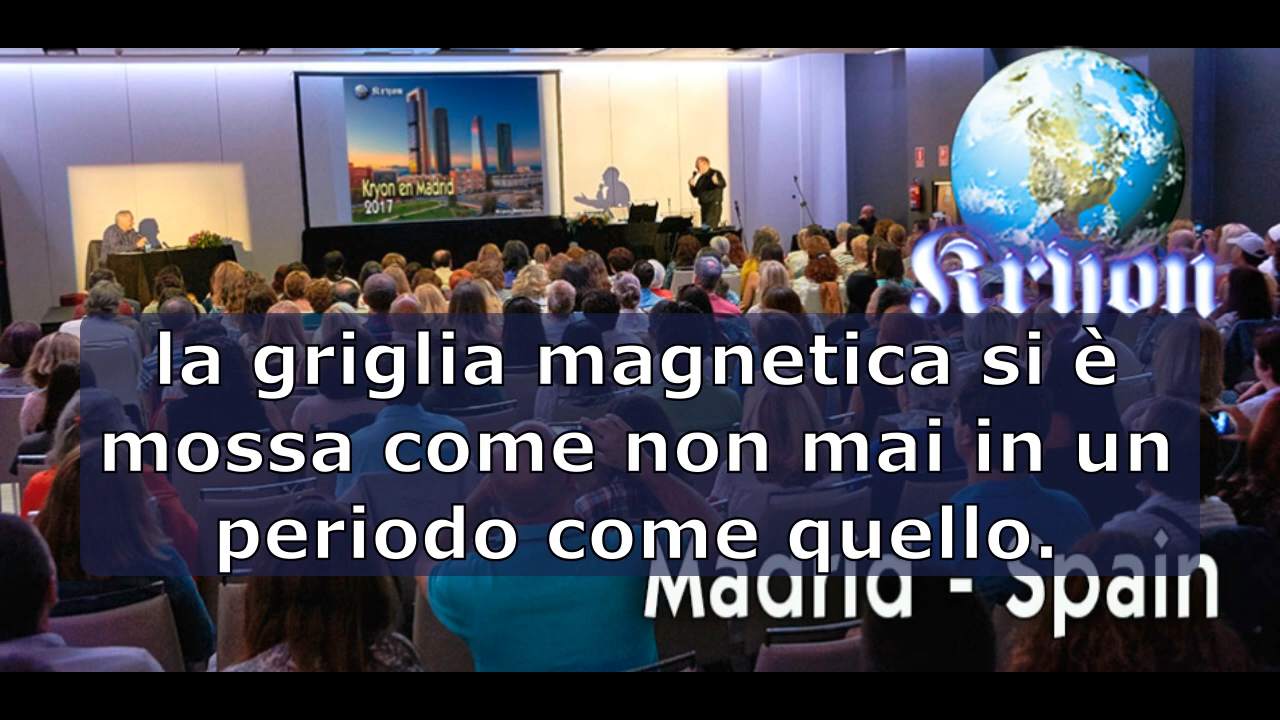 Kryon
Kryon en Madrid
2017
Kryon
la griglia magnetica si è
mossa come non mai in un
periodo come quello.
Madrid - Spain